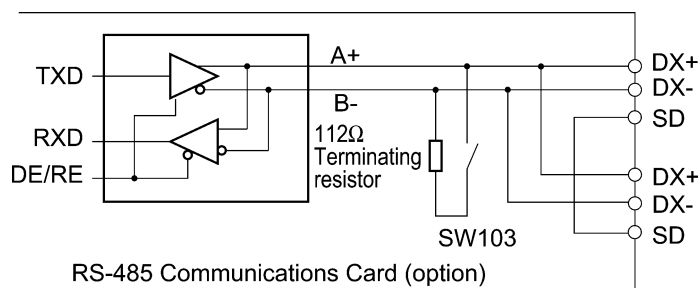 A+
TXD
DX+
DX-
B-
SD
RXD
112Ω
Terminating
resistor
DE/RE
DX+
DX-
SD
SW103
RS-485 Communications Card (option)